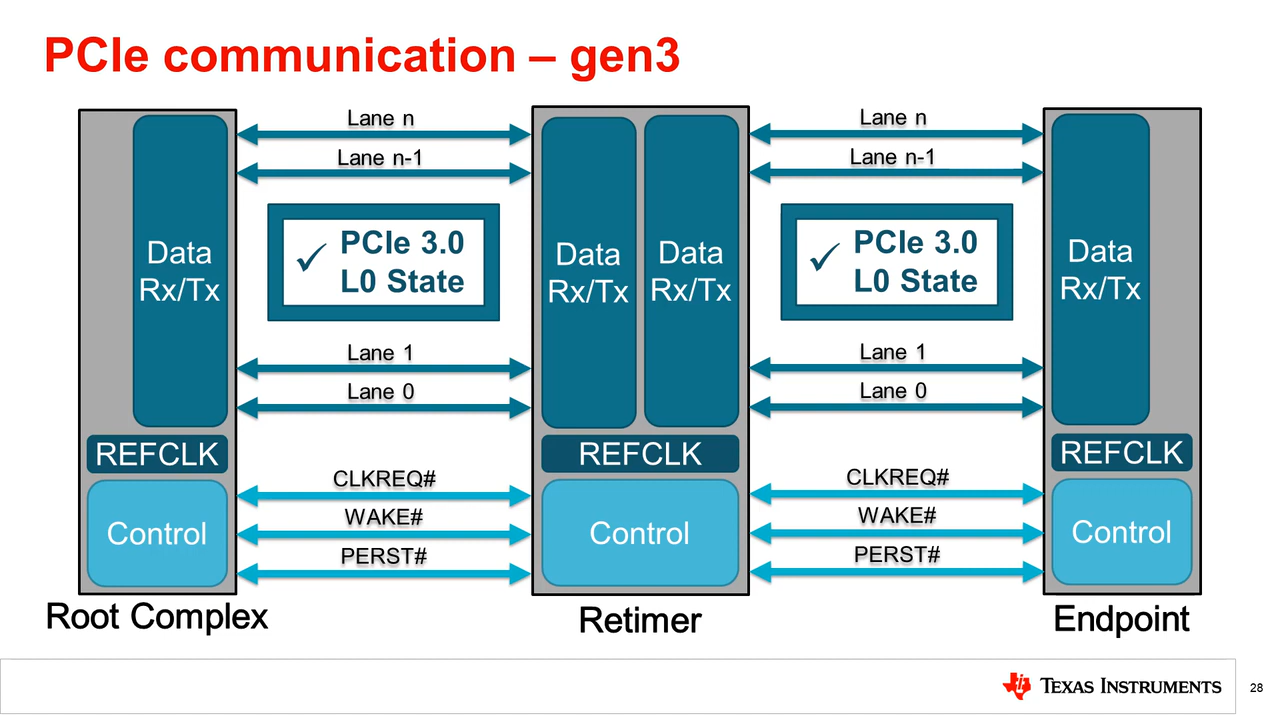 PCIe communication – gen3
Lane n
Lane n-1
Lane n
Lane n-1
Data
Rx/Tx
✓ PCIe 3.0
L0 State
Data
Rx/Tx
Data
Rx/Tx
✓ PCIe 3.0
L0 State
Data
Rx/Tx
Lane 1
Lane 0
Lane 1
Lane 0
REFCLK
REFCLK
REFCLK
CLKREQ#
WAKE#
PERST#
CLKREQ#
WAKE#
PERST#
Control
Control
Control
Root Complex
Retimer
Endpoint
TEXAS INSTRUMENTS
28